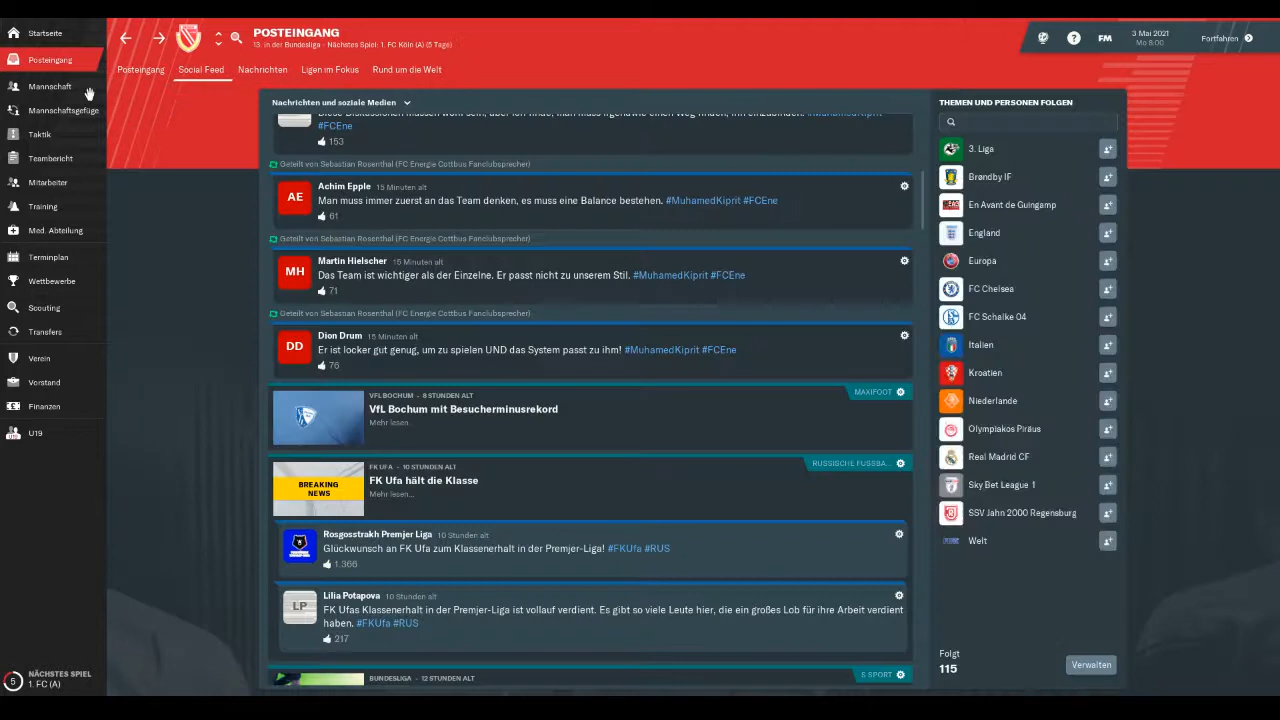 Startseite
Posteingang
Mannschaft
Mannschaftsgefüge
Taktik
Teambericht
Mitarbeiter
Training
Med. Abteilung
Terminplan
Wettbewerbe
Scouting
Transfers
Verein
Vorstand
Finanzen
U19
5
NÄCHSTES SPIEL
1. FC (A)
POSTEINGANG
13. in der Bundesliga - Nächstes Spiel: 1. FC Köln (A) (5 Tage)
?
FM
3 Mai 2021
Mo 8:00
Fortfahren
Posteingang
Social Feed
Nachrichten
Ligen im Fokus
Rund um die Welt
Nachrichten und soziale Medien
#FCEne
153
Geteilt von Sebastian Rosenthal (FC Energie Cottbus Fanclubsprecher)
AE
Achim Epple 15 Minuten alt
Man muss immer zuerst an das Team denken, es muss eine Balance bestehen. #MuhamedKiprit #FCEne
61
Geteilt von Sebastian Rosenthal (FC Energie Cottbus Fanclubsprecher)
MH
Martin Hielscher 15 Minuten alt
Das Team ist wichtiger als der Einzelne. Er passt nicht zu unserem Stil. #MuhamedKiprit #FCEne
71
Geteilt von Sebastian Rosenthal (FC Energie Cottbus Fanclubsprecher)
DD
Dion Drum 15 Minuten alt
Er ist locker gut genug, um zu spielen UND das System passt zu ihm! #MuhamedKiprit #FCEne
76
VFL BOCHUM - 8 STUNDEN ALT
MAXIFOOT
VfL Bochum mit Besucherminusrekord
Mehr lesen..
FK UFA - 10 STUNDEN ALT
RUSSISCHE FUSSBA...
BREAKING
NEWS
FK Ufa hält die Klasse
Mehr lesen...
Rosgosstrakh Premjer Liga 10 Stunden alt
Glückwunsch an FK Ufa zum Klassenerhalt in der Premjer-Liga! #FKUfa #RUS
1.366
LP
Lilia Potapova 10 Stunden alt
FK Ufas Klassenerhalt in der Premjer-Liga ist vollauf verdient. Es gibt so viele Leute hier, die ein großes Lob für ihre Arbeit verdient
haben. #FKUfa #RUS
217
BUNDESLIGA - 12 STUNDEN ALT
S SPORT
THEMEN UND PERSONEN FOLGEN
3. Liga
Brøndby IF
En Avant de Guingamp
England
Europa
FC Chelsea
FC Schalke 04
Italien
Kroatien
Niederlande
Olympiakos Piräus
Real Madrid CF
Sky Bet League 1
SSV Jahn 2000 Regensburg
Welt
Folgt
115
Verwalten